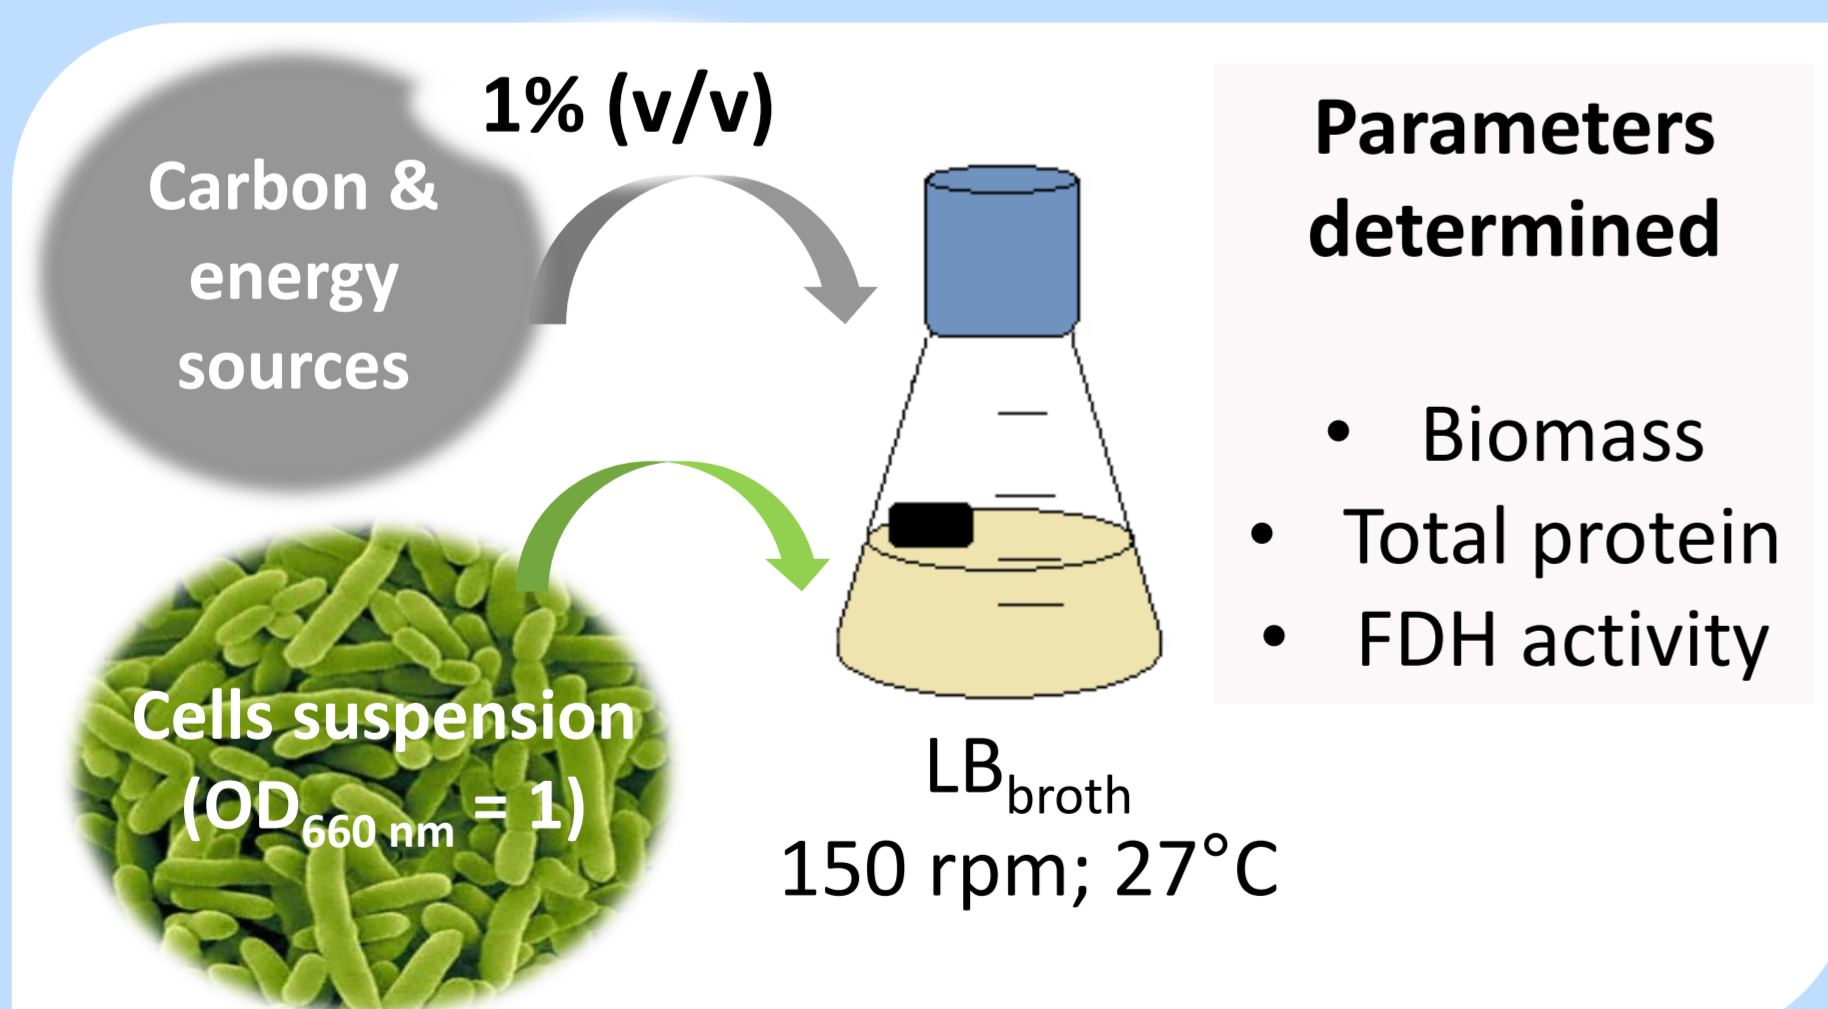 1% (v/v)
Carbon &
energy
sources
Cells suspension
(OD660 nm = 1)
LBbroth
150 rpm; 27°C
Parameters
determined
• Biomass
• Total protein
• FDH activity